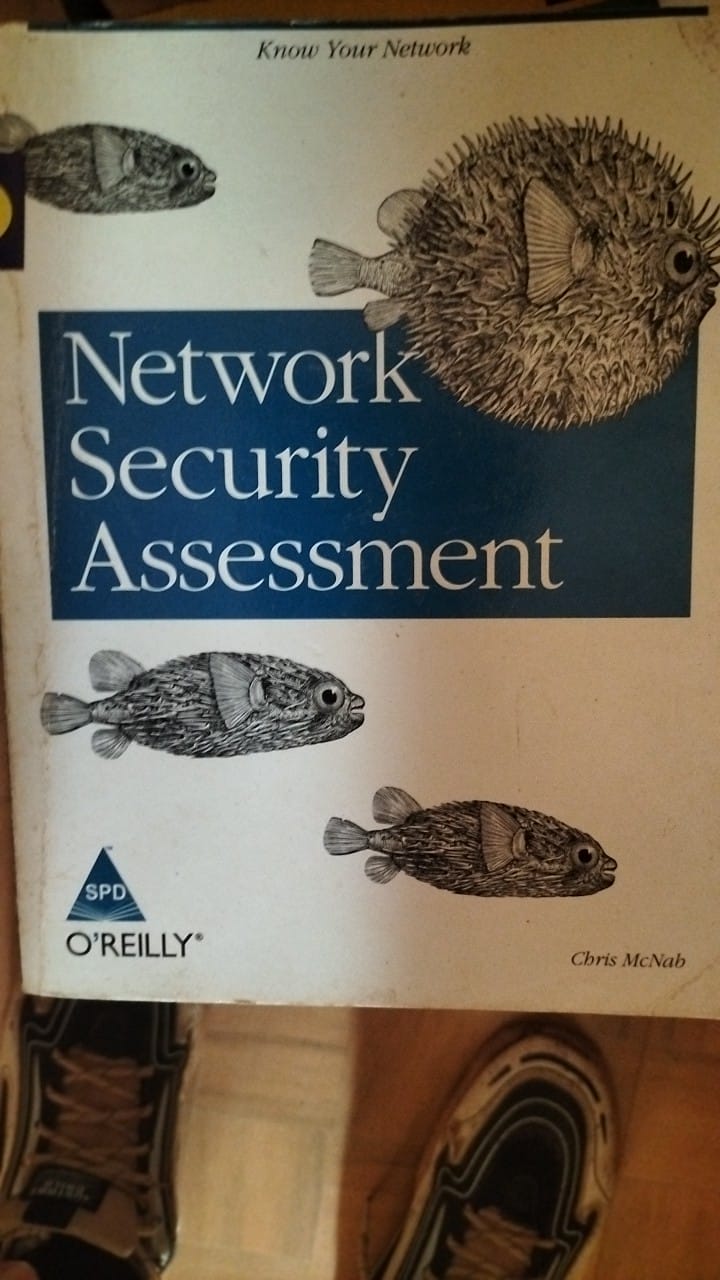 Know Your Network
Network
Security
Assessment
SPD
O'REILLY®
Chris McNab